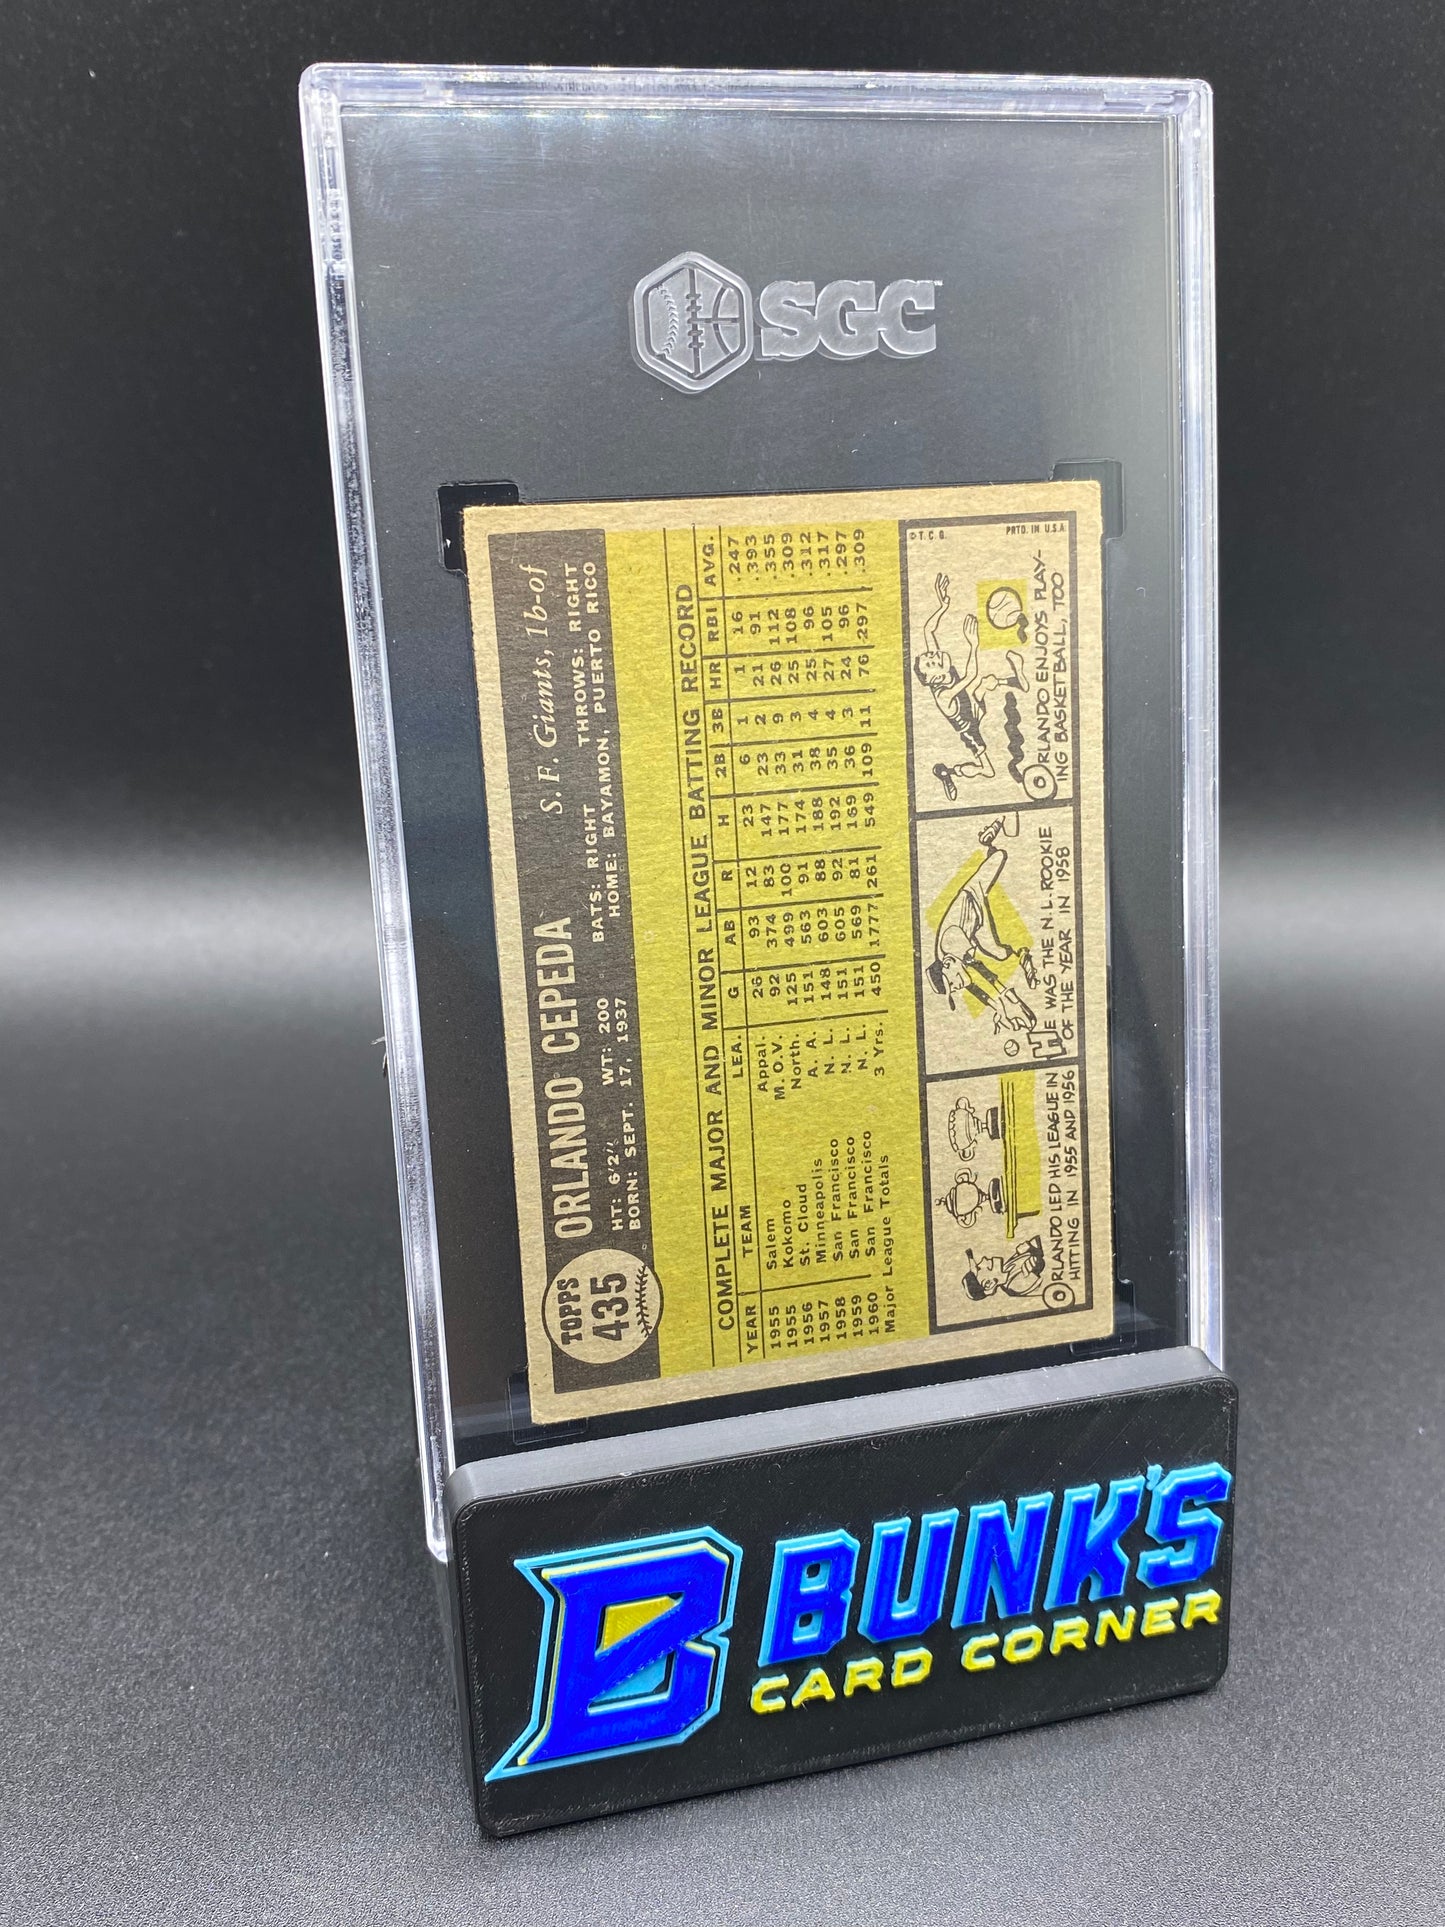 SGC
TOPPS
435
ORLANDO CEPEDA
S. F. Giants, 1b-of
HT: 6'2" WT: 200 BATS: RIGHT THROWS: RIGHT
BORN: SEPT. 17, 1937 HOME: BAYAMON, PUERTO RICO
COMPLETE MAJOR AND MINOR LEAGUE BATTING RECORD
YEAR TEAM LEA. G AB R H 2B 3B HR RBI AVG.
1955 Salem Appal. 26 93 12 23 6 1 1 16 .247
1955 Kokomo M. O. V. 92 374 83 147 23 2 21 91 .393
1956 St. Cloud North. 125 499 100 177 33 9 26 112 .355
1957 Minneapolis A. A. 151 563 91 174 31 3 25 108 .309
1958 San Francisco N. L. 148 603 88 188 38 4 25 96 .312
1959 San Francisco N. L. 151 605 92 192 35 4 27 105 .317
1960 San Francisco N. L. 151 569 81 169 36 3 24 96 .297
Major League Totals 3 Yrs. 450 1777 261 549 109 11 76 297 .309
ORLANDO LED HIS LEAGUE IN
HITTING IN 1955 AND 1956
HE WAS THE N.L. ROOKIE
OF THE YEAR IN 1958
© T. C. G.
PRTD. IN U.S.A.
ORLANDO ENJOYS PLAY-
ING BASKETBALL, TOO
B BUNK'S
CARD CORNER